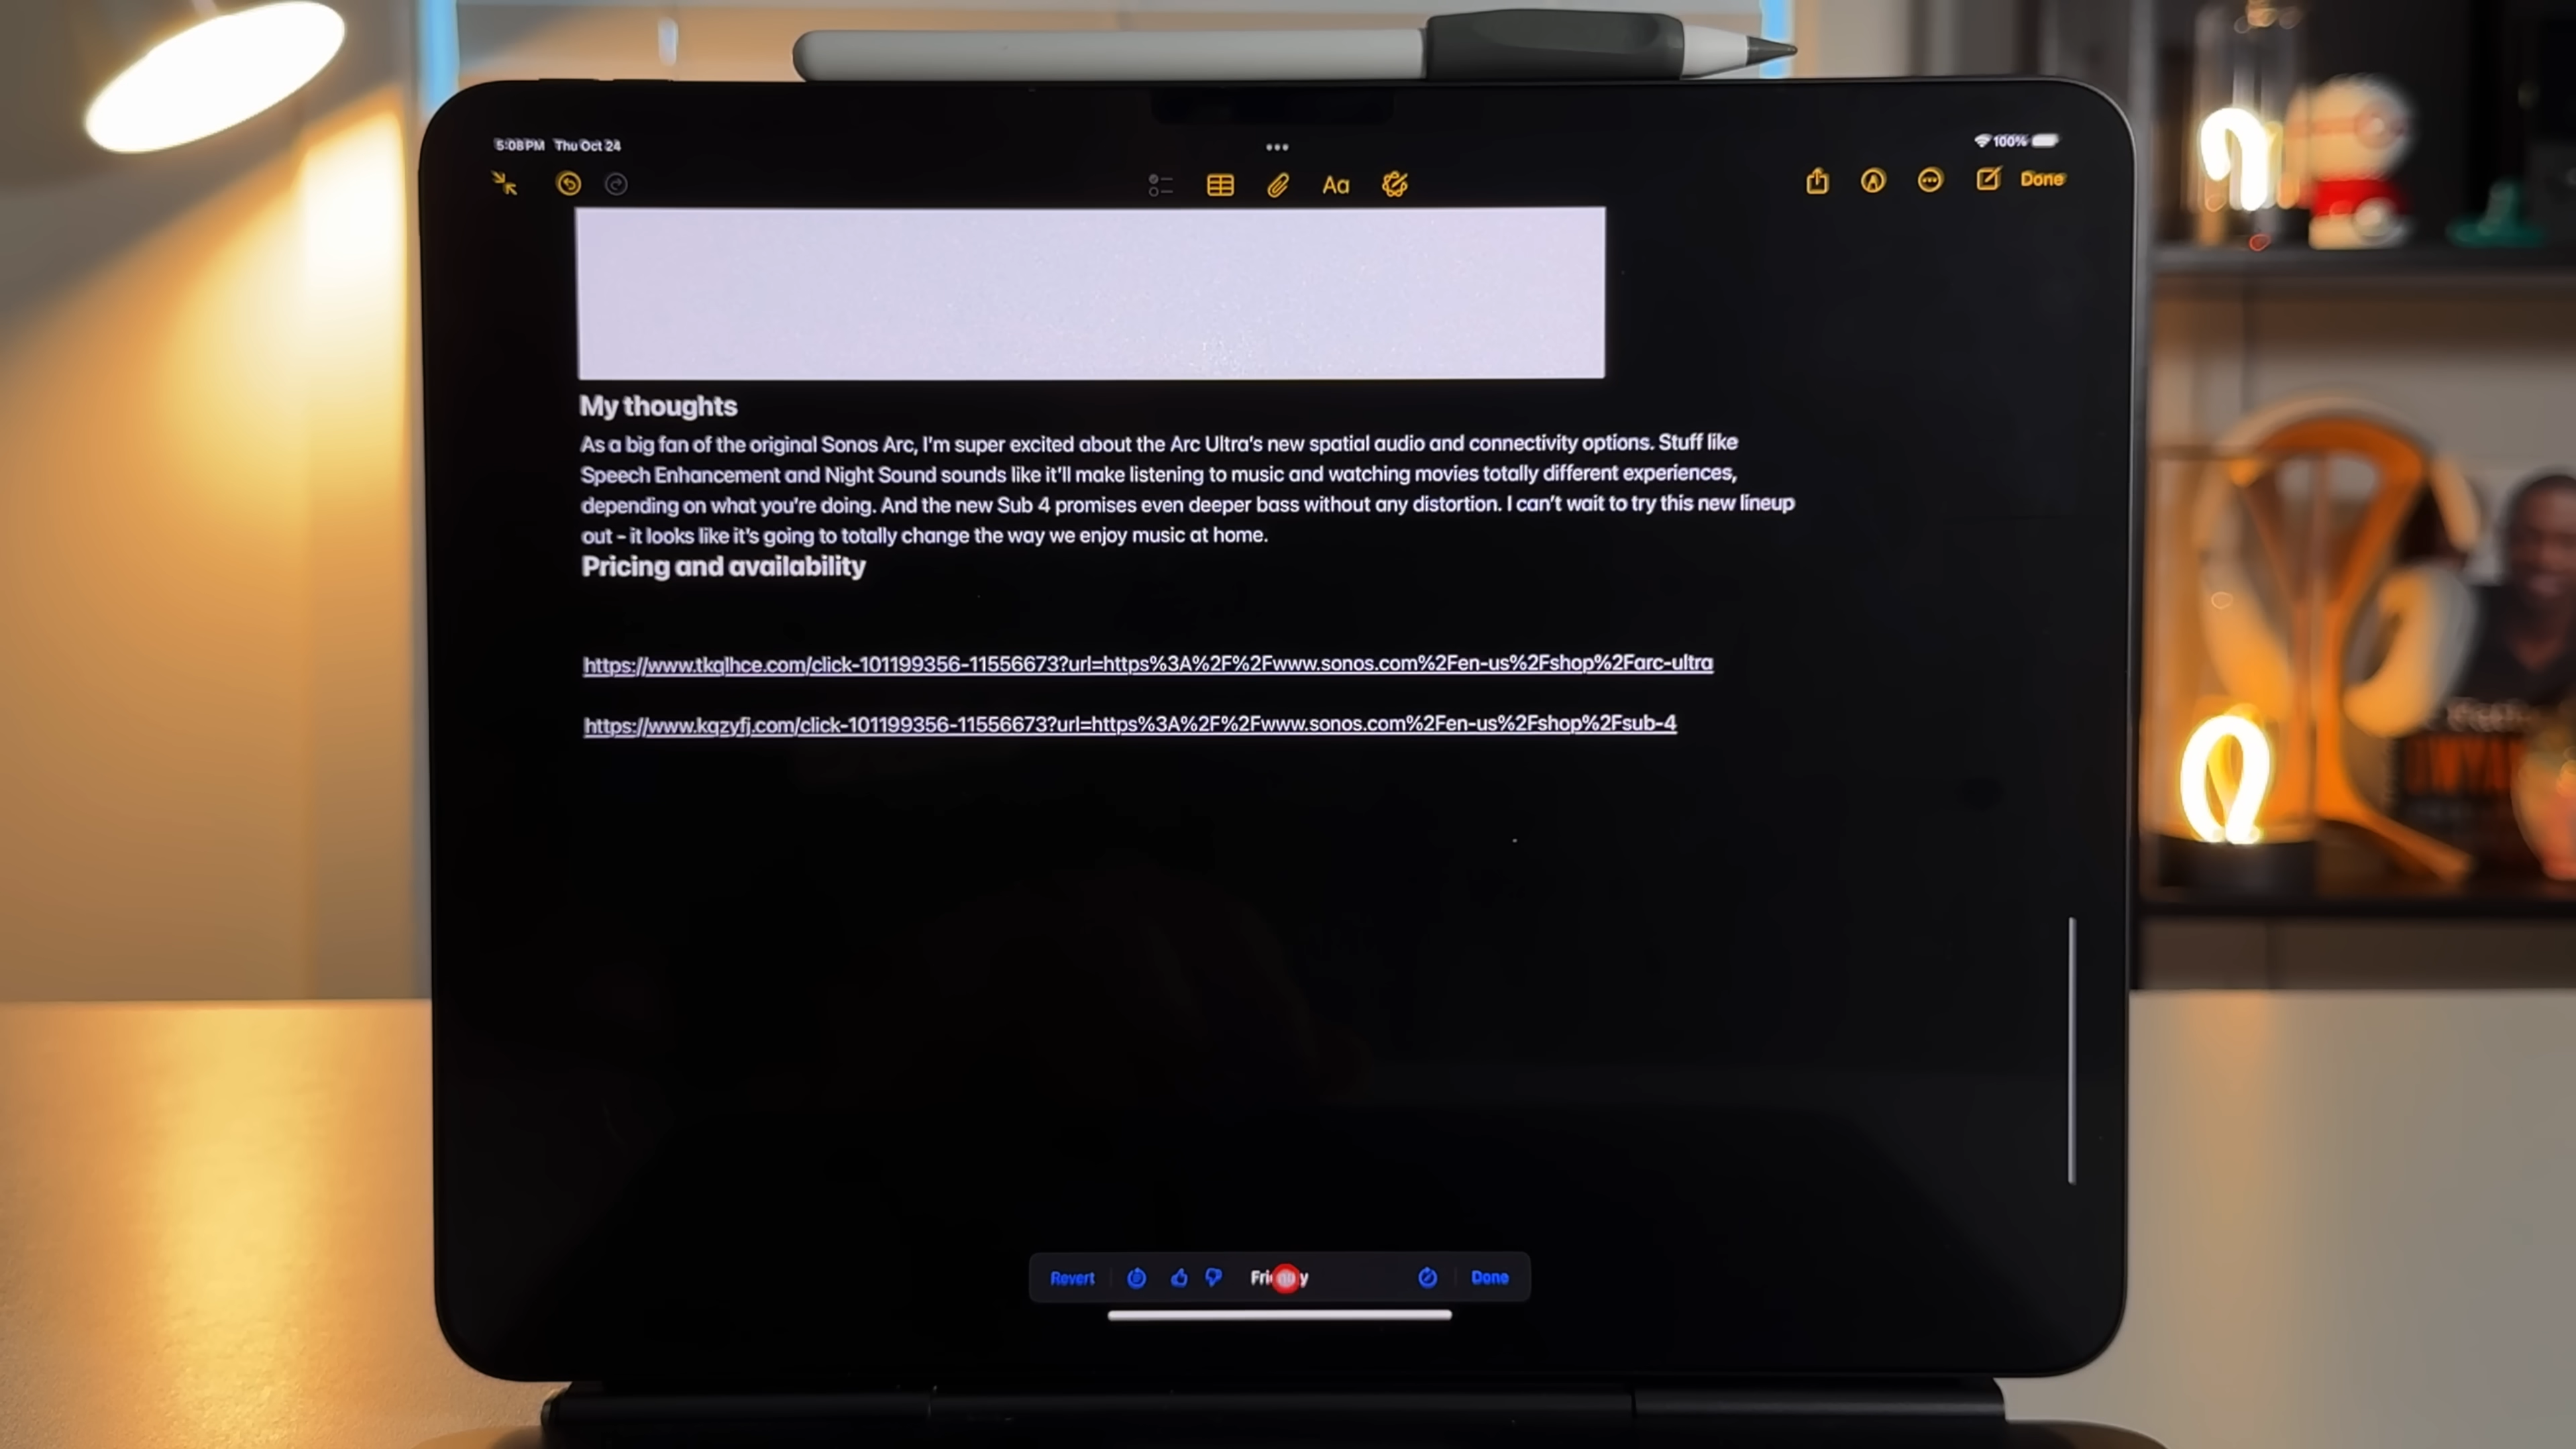 5:08 PM Thu Oct 24
100%
Aa
Done
My thoughts
As a big fan of the original Sonos Arc, I'm super excited about the Arc Ultra's new spatial audio and connectivity options. Stuff like
Speech Enhancement and Night Sound sounds like it'll make listening to music and watching movies totally different experiences,
depending on what you're doing. And the new Sub 4 promises even deeper bass without any distortion. I can't wait to try this new lineup
out – it looks like it's going to totally change the way we enjoy music at home.
Pricing and availability
https://www.tkqlhce.com/click-101199356-11556673?url=https%3A%2F%2Fwww.sonos.com%2Fen-us%2Fshop%2Farc-ultra
https://www.kqzyfj.com/click-101199356-11556673?url=https%3A%2F%2Fwww.sonos.com%2Fen-us%2Fshop%2Fsub-4
Revert
Done